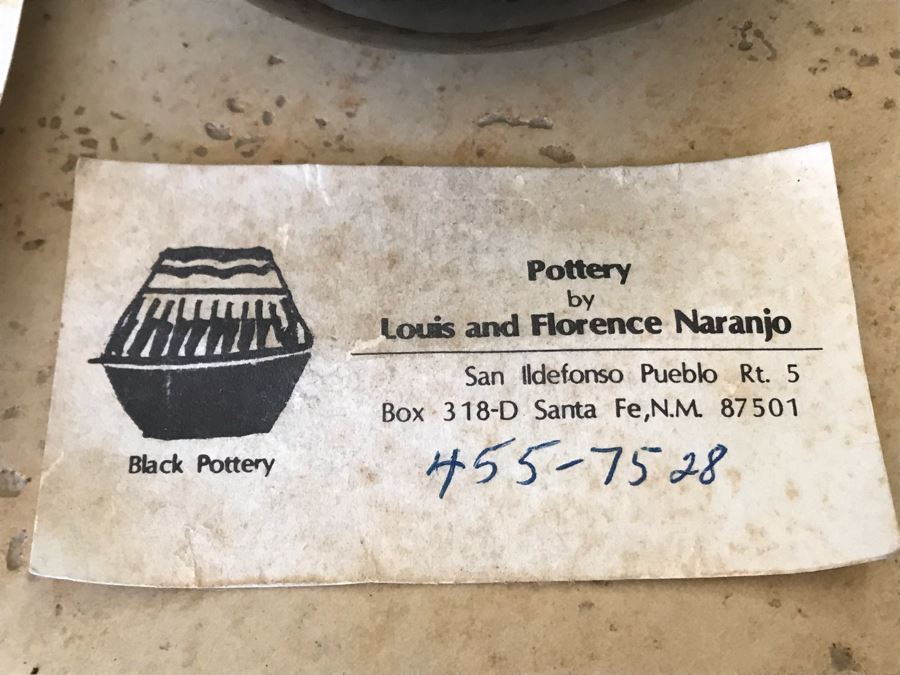 Pottery
by
Louis and Florence Naranjo
San Ildefonso Pueblo Rt. 5
Box 318-D Santa Fe, N.M. 87501
455-7528
Black Pottery